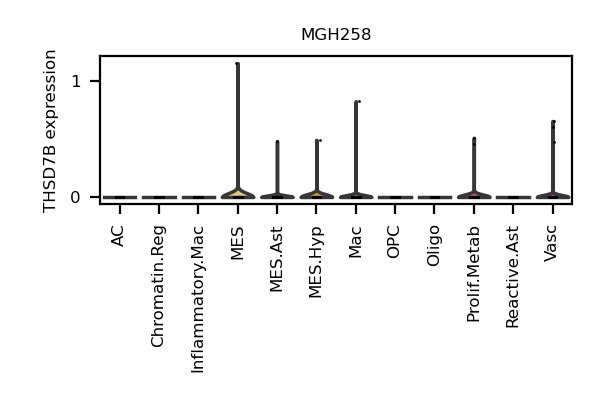 MGH258
THSD7B expression
1
0
AC
Chromatin.Reg
Inflammatory.Mac
MES
MES.Ast
MES.Hyp
Mac
OPC
Oligo
Prolif.Metab
Reactive.Ast
Vasc